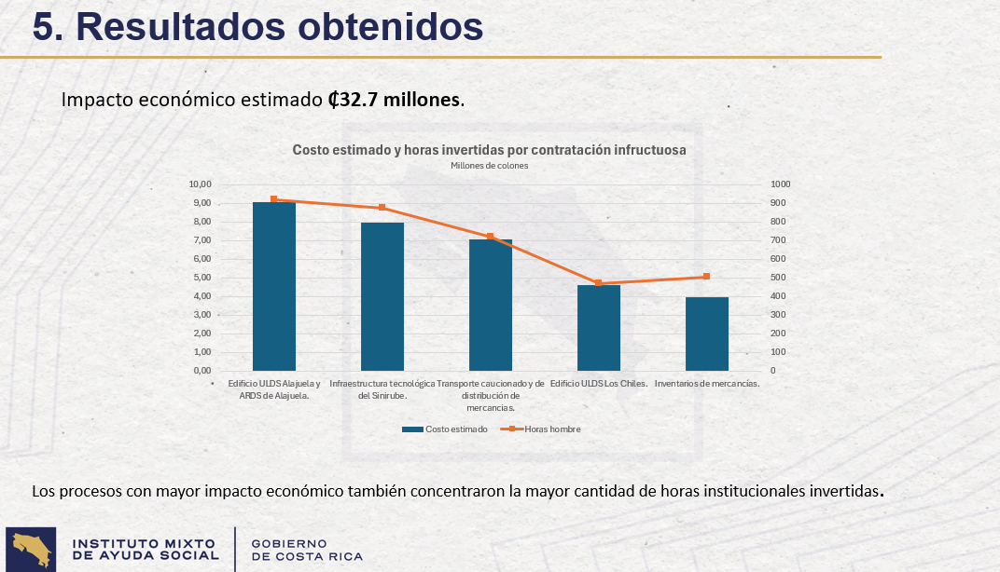 5. Resultados obtenidos
Impacto económico estimado ₡32.7 millones.
Costo estimado y horas invertidas por contratación infructuosa
Millones de colones
10,00
9,00
8,00
7,00
6,00
5,00
4,00
3,00
2,00
1,00
0,00
1000
900
800
700
600
500
400
300
200
100
0
Edificio ULDS Alajuela y
ARDS de Alajuela.
Infraestructura tecnológica
del Sinirube.
Transporte caucionado y de
distribución de
mercancias.
Edificio ULDS Los Chiles.
Inventarios de mercancías.
Costo estimado
Horas hombre
Los procesos con mayor impacto económico también concentraron la mayor cantidad de horas institucionales invertidas.
INSTITUTO MIXTO
DE AYUDA SOCIAL
GOBIERNO
DE COSTA RICA